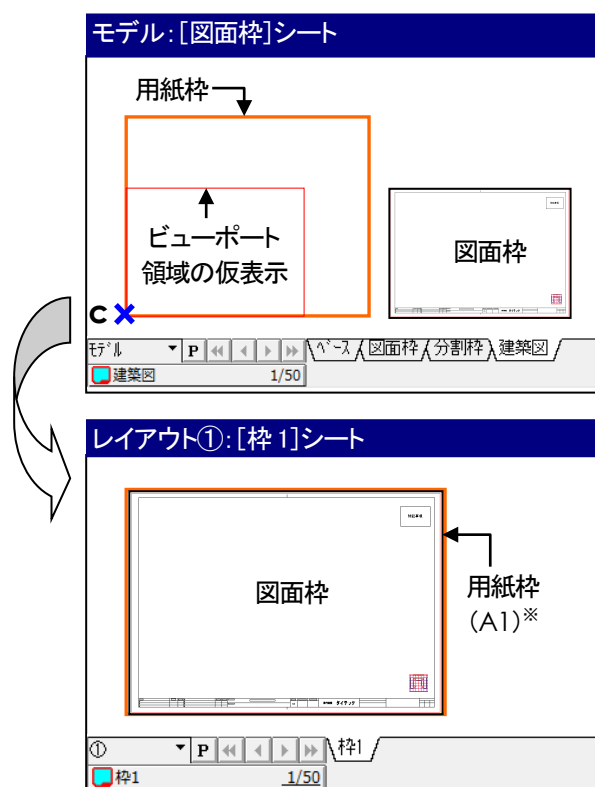 モデル：[図面枠]シート
用紙枠
ビューポート
領域の仮表示
図面枠
C
モデル P ベース 図面枠 分割枠 建築図
建築図 1/50
レイアウト①：[枠1]シート
図面枠
用紙枠
(A1)※
① P 枠1
枠1 1/50